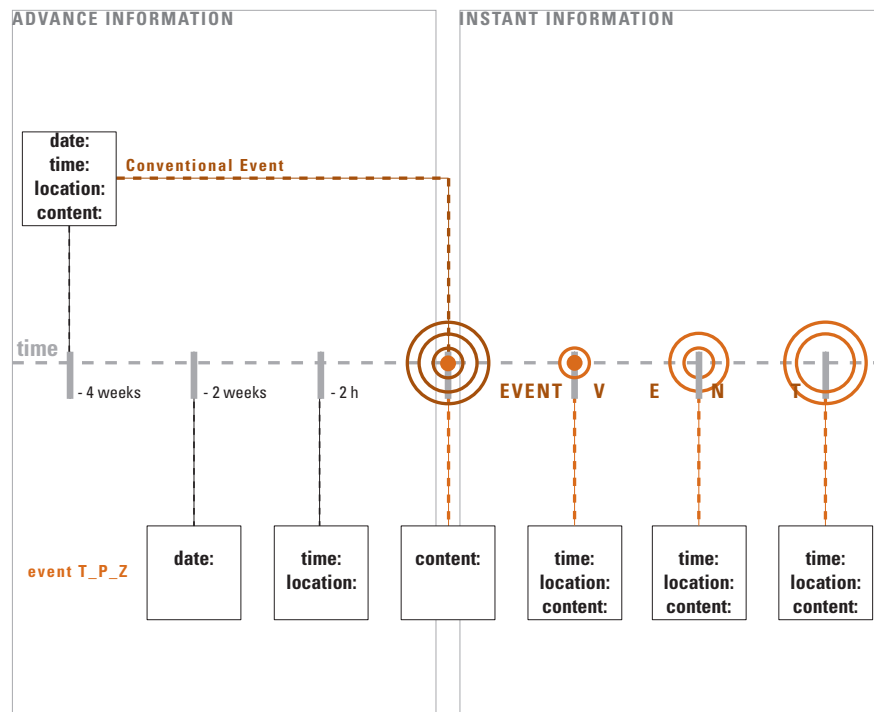 ADVANCE INFORMATION
INSTANT INFORMATION
date:
time:
location:
content:
Conventional Event
time
- 4 weeks
- 2 weeks
- 2 h
EVENT V E N T
event T_P_Z
date:
time:
location:
content:
time:
location:
content:
time:
location:
content:
time:
location:
content: